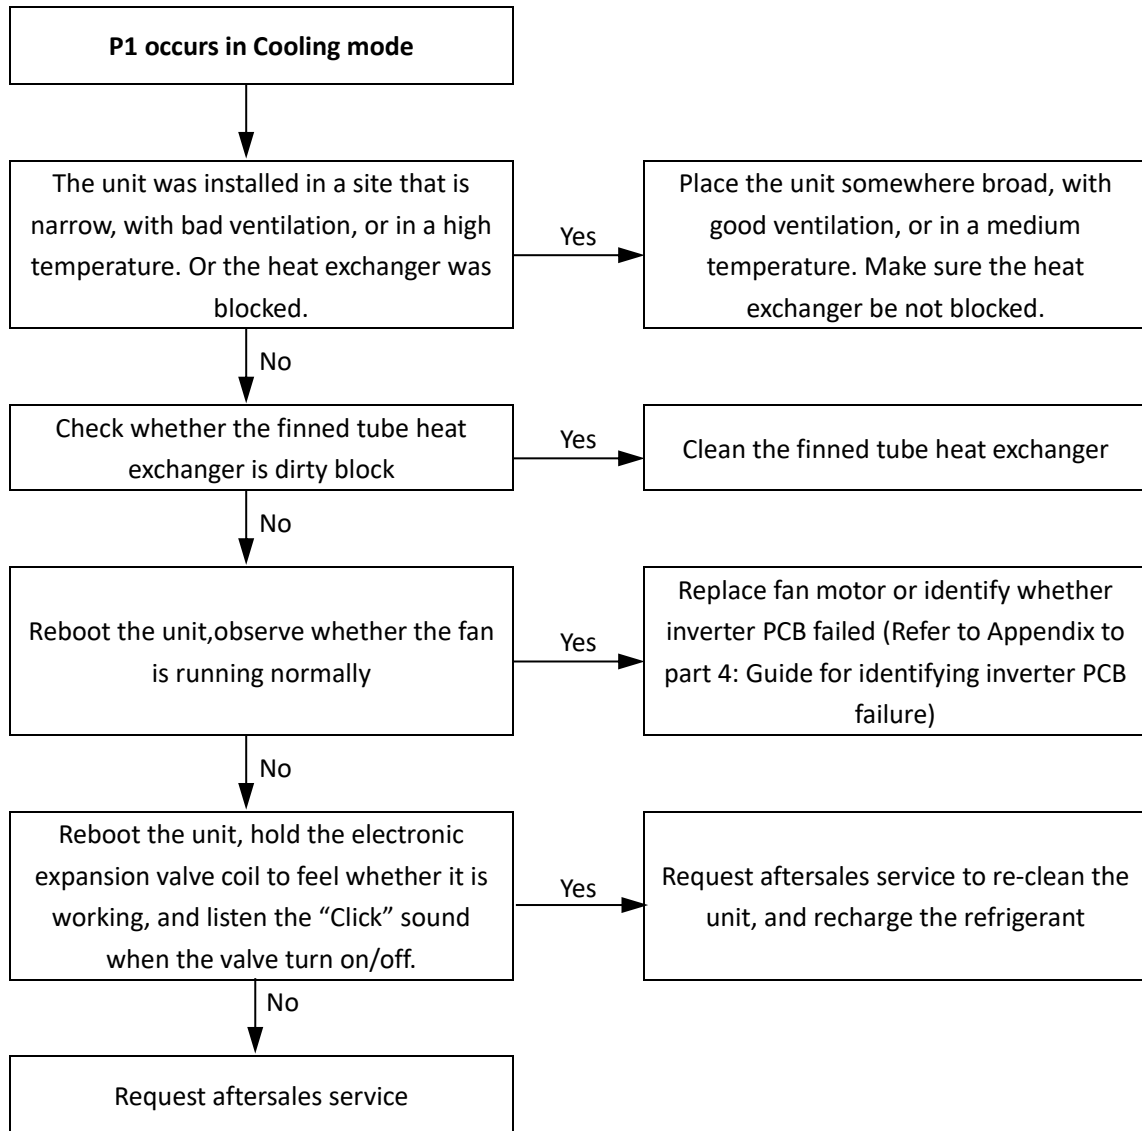 P1 occurs in Cooling mode
The unit was installed in a site that is
narrow, with bad ventilation, or in a high
temperature. Or the heat exchanger was
blocked.
Yes
Place the unit somewhere broad, with
good ventilation, or in a medium
temperature. Make sure the heat
exchanger be not blocked.
No
Check whether the finned tube heat
exchanger is dirty block
Yes
Clean the finned tube heat exchanger
No
Reboot the unit,observe whether the fan
is running normally
Yes
Replace fan motor or identify whether
inverter PCB failed (Refer to Appendix to
part 4: Guide for identifying inverter PCB
failure)
No
Reboot the unit, hold the electronic
expansion valve coil to feel whether it is
working, and listen the “Click” sound
when the valve turn on/off.
Yes
Request aftersales service to re-clean the
unit, and recharge the refrigerant
No
Request aftersales service